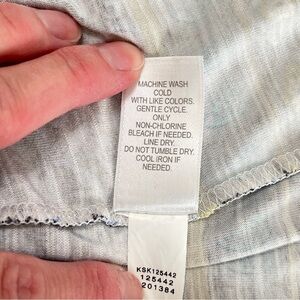 MACHINE WASH
COLD
WITH LIKE COLORS.
GENTLE CYCLE.
ONLY
NON-CHLORINE
BLEACH IF NEEDED.
LINE DRY.
DO NOT TUMBLE DRY.
COOL IRON IF
NEEDED.
KSK125442
125442
201384